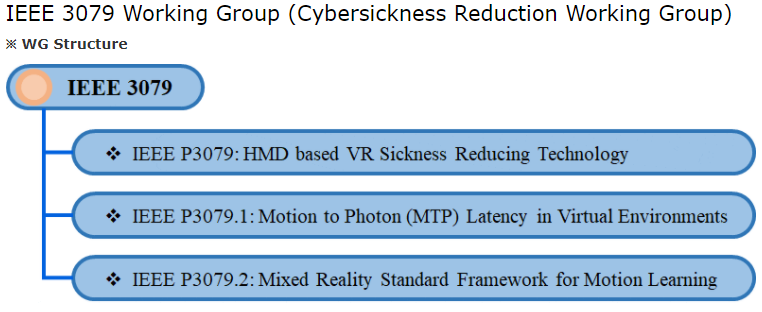 IEEE 3079 Working Group (Cybersickness Reduction Working Group)
※ WG Structure
IEEE 3079
❖ IEEE P3079: HMD based VR Sickness Reducing Technology
❖ IEEE P3079.1: Motion to Photon (MTP) Latency in Virtual Environments
❖ IEEE P3079.2: Mixed Reality Standard Framework for Motion Learning